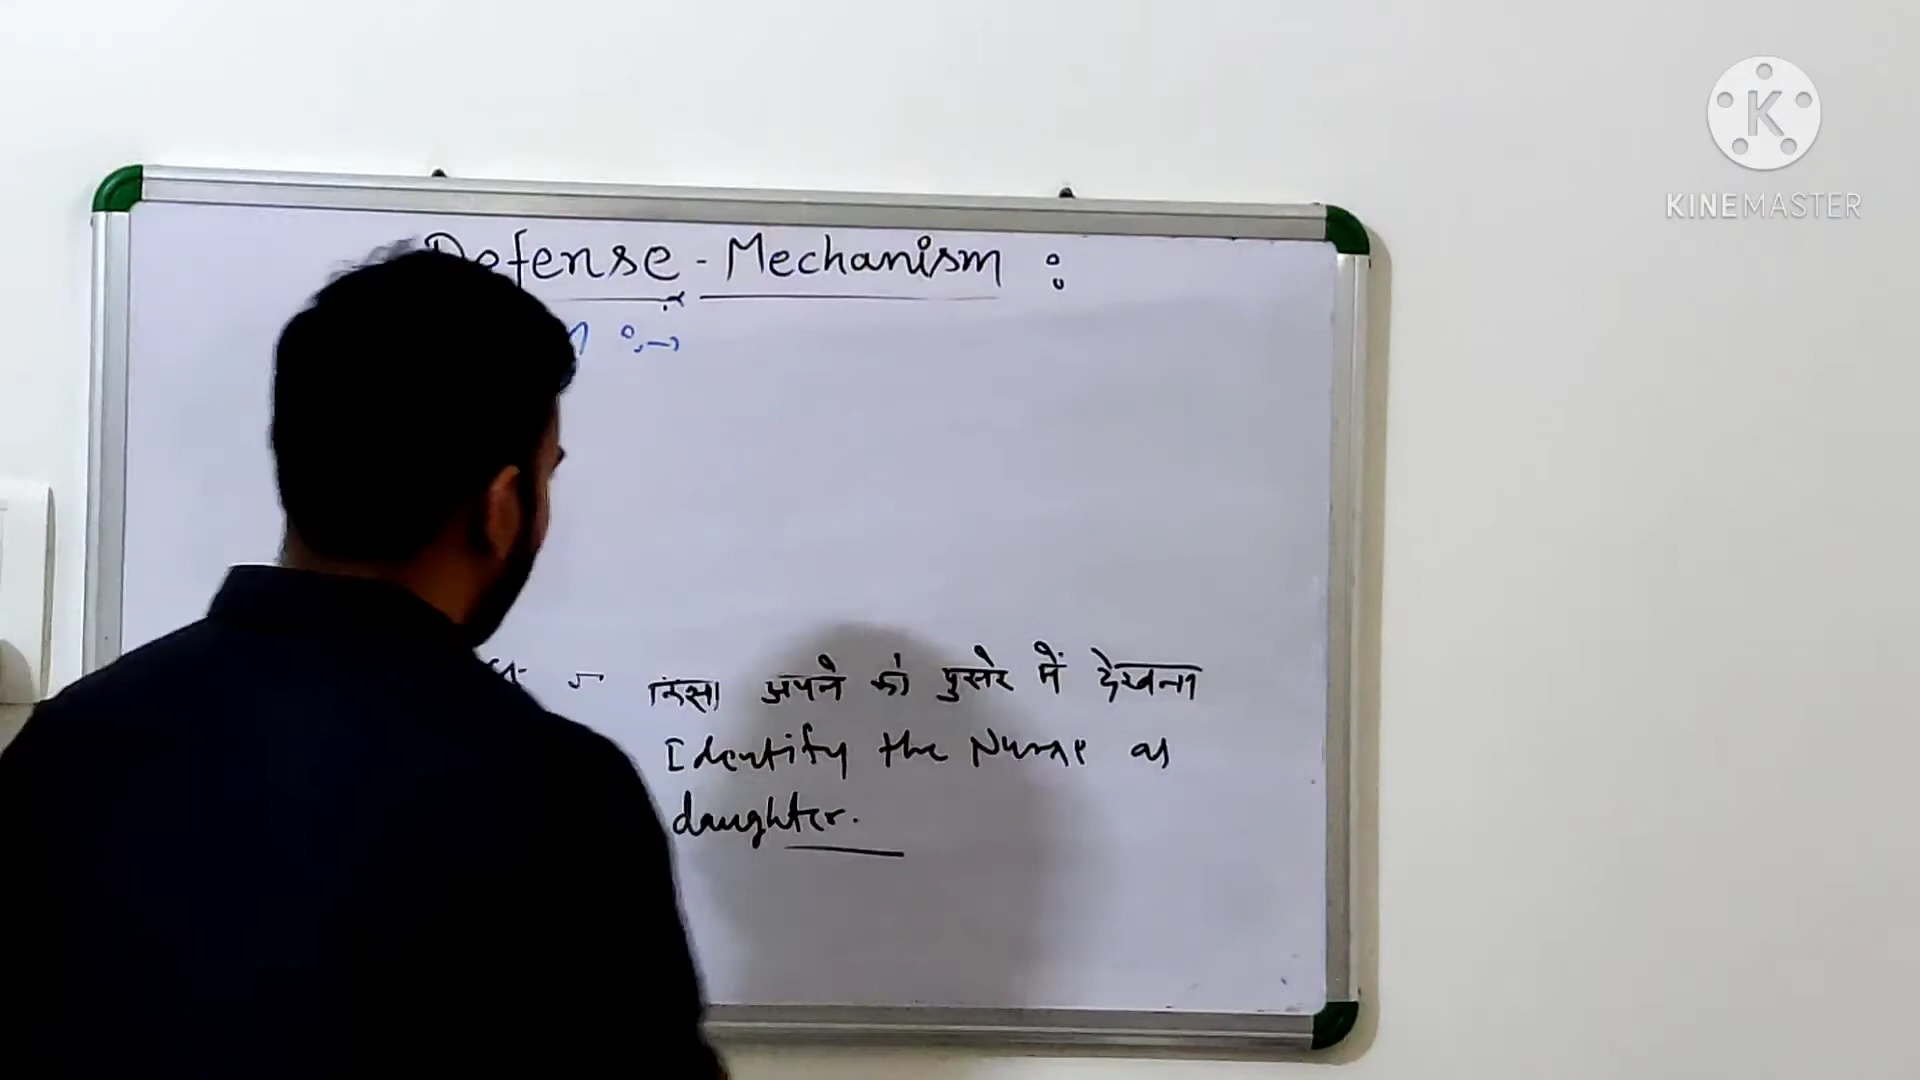 Defense - Mechanism :
किसी अपने को दुसरे में देखना
Identify the Nurse as
daughter.
K
KINEMASTER